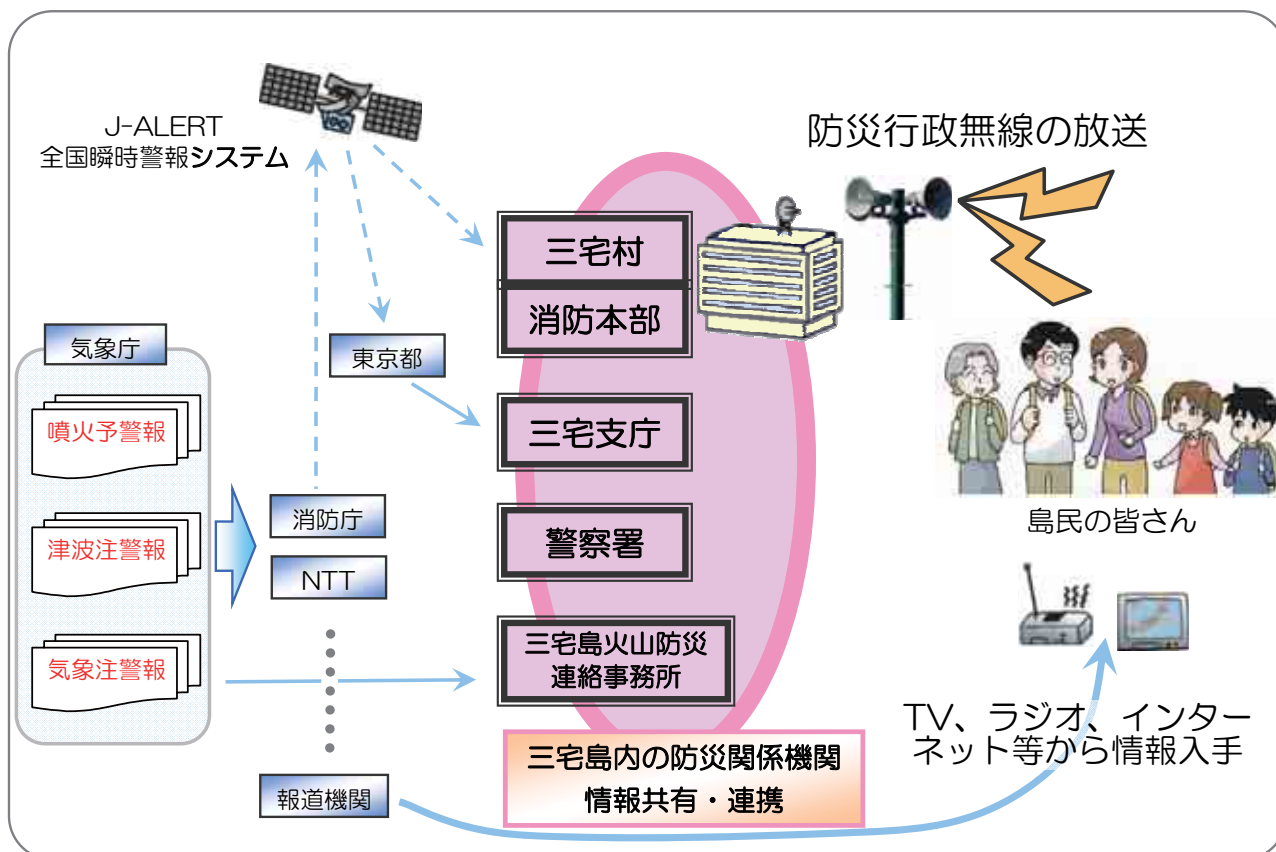 J-ALERT
全国瞬時警報システム
防災行政無線の放送
三宅村
消防本部
気象庁
東京都
噴火予警報
三宅支庁
消防庁
島民の皆さん
津波注警報
警察署
NTT
気象注警報
三宅島火山防災
連絡事務所
TV、ラジオ、インター
ネット等から情報入手
三宅島内の防災関係機関
情報共有・連携
報道機関